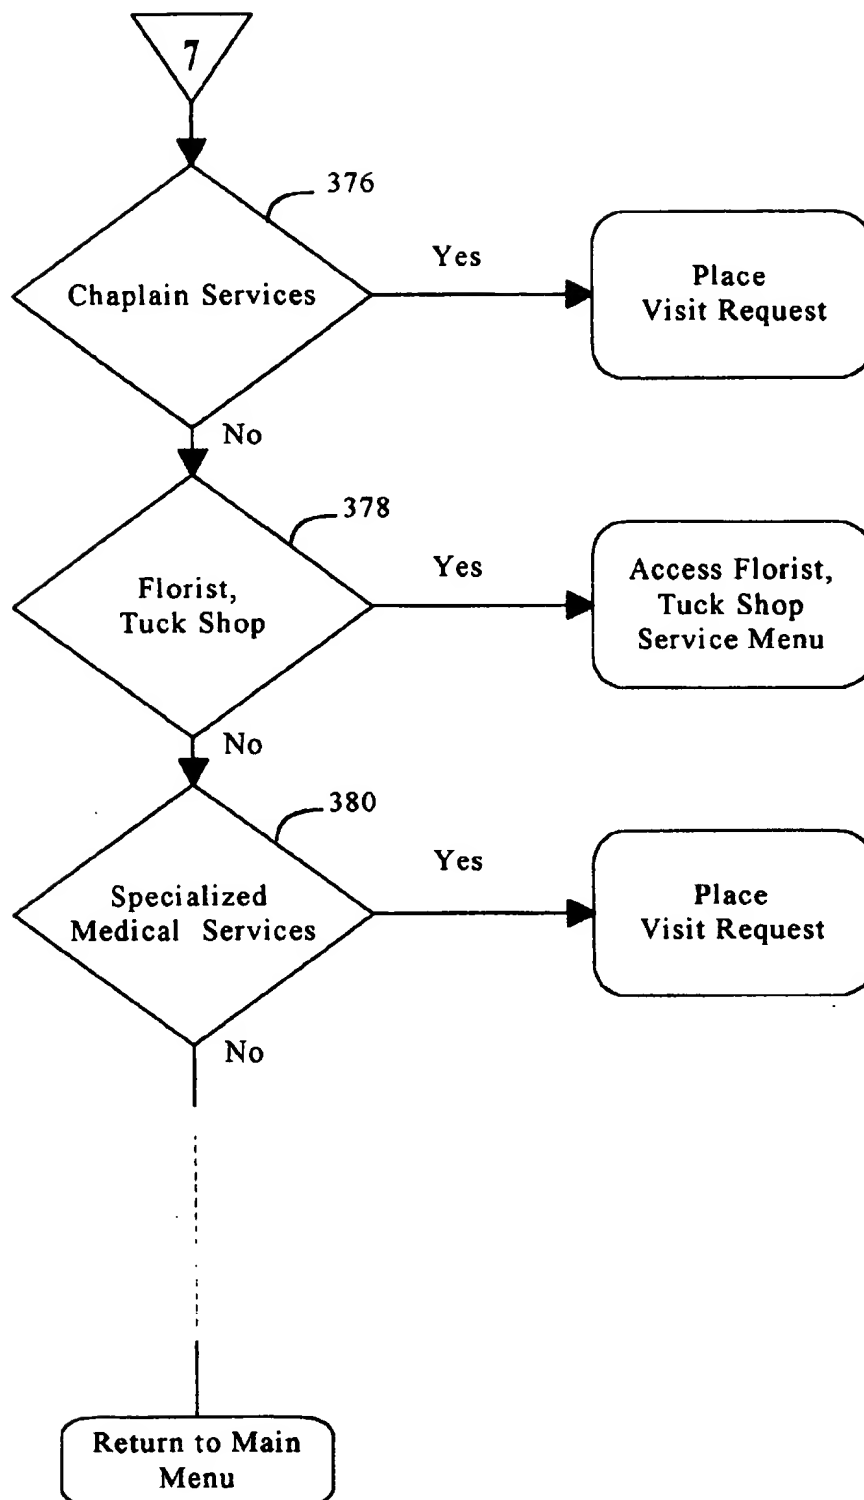 7
376
Chaplain Services
Yes
Place
Visit Request
No
378
Florist,
Tuck Shop
Yes
Access Florist,
Tuck Shop
Service Menu
No
380
Specialized
Medical Services
Yes
Place
Visit Request
No
Return to Main
Menu